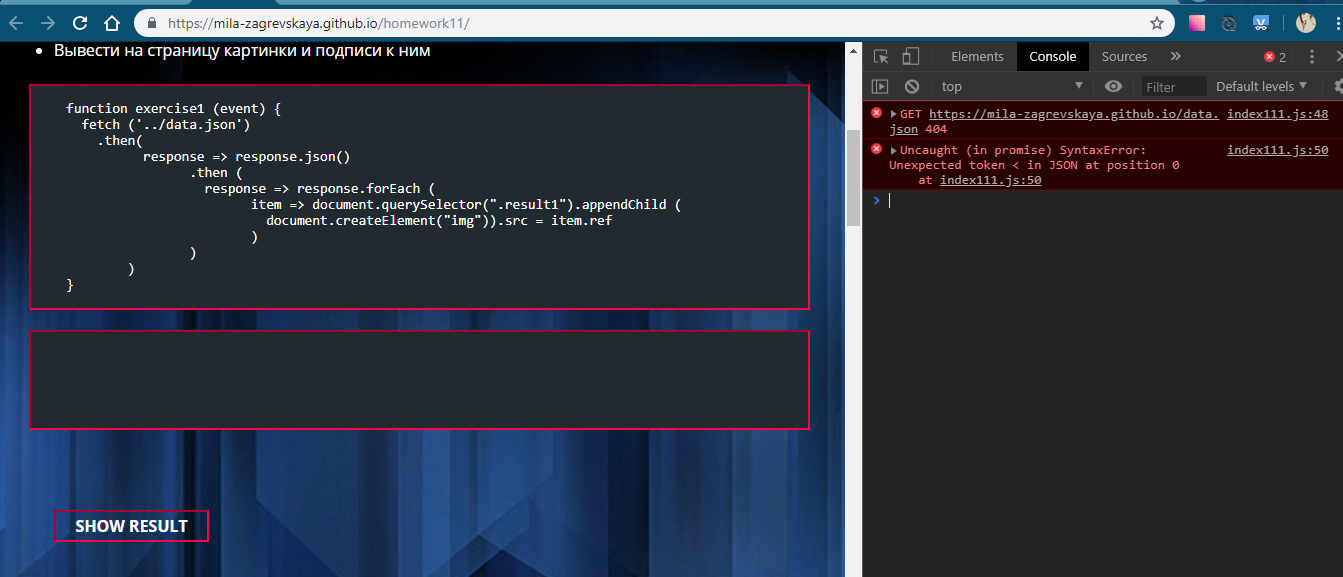 https://mila-zagrevskaya.github.io/homework11/
Вывести на страницу картинки и подписи к ним
function exercise1 (event) {
fetch ('../data.json')
.then(
response => response.json()
.then (
response => response.forEach (
item => document.querySelector(".result1").appendChild (
document.createElement("img")).src = item.ref
)
)
)
}
SHOW RESULT
Elements Console Sources » 2
top Filter Default levels
GET https://mila-zagrevskaya.github.io/data. index111.js:48
json 404
Uncaught (in promise) SyntaxError: index111.js:50
Unexpected token < in JSON at position 0
at index111.js:50